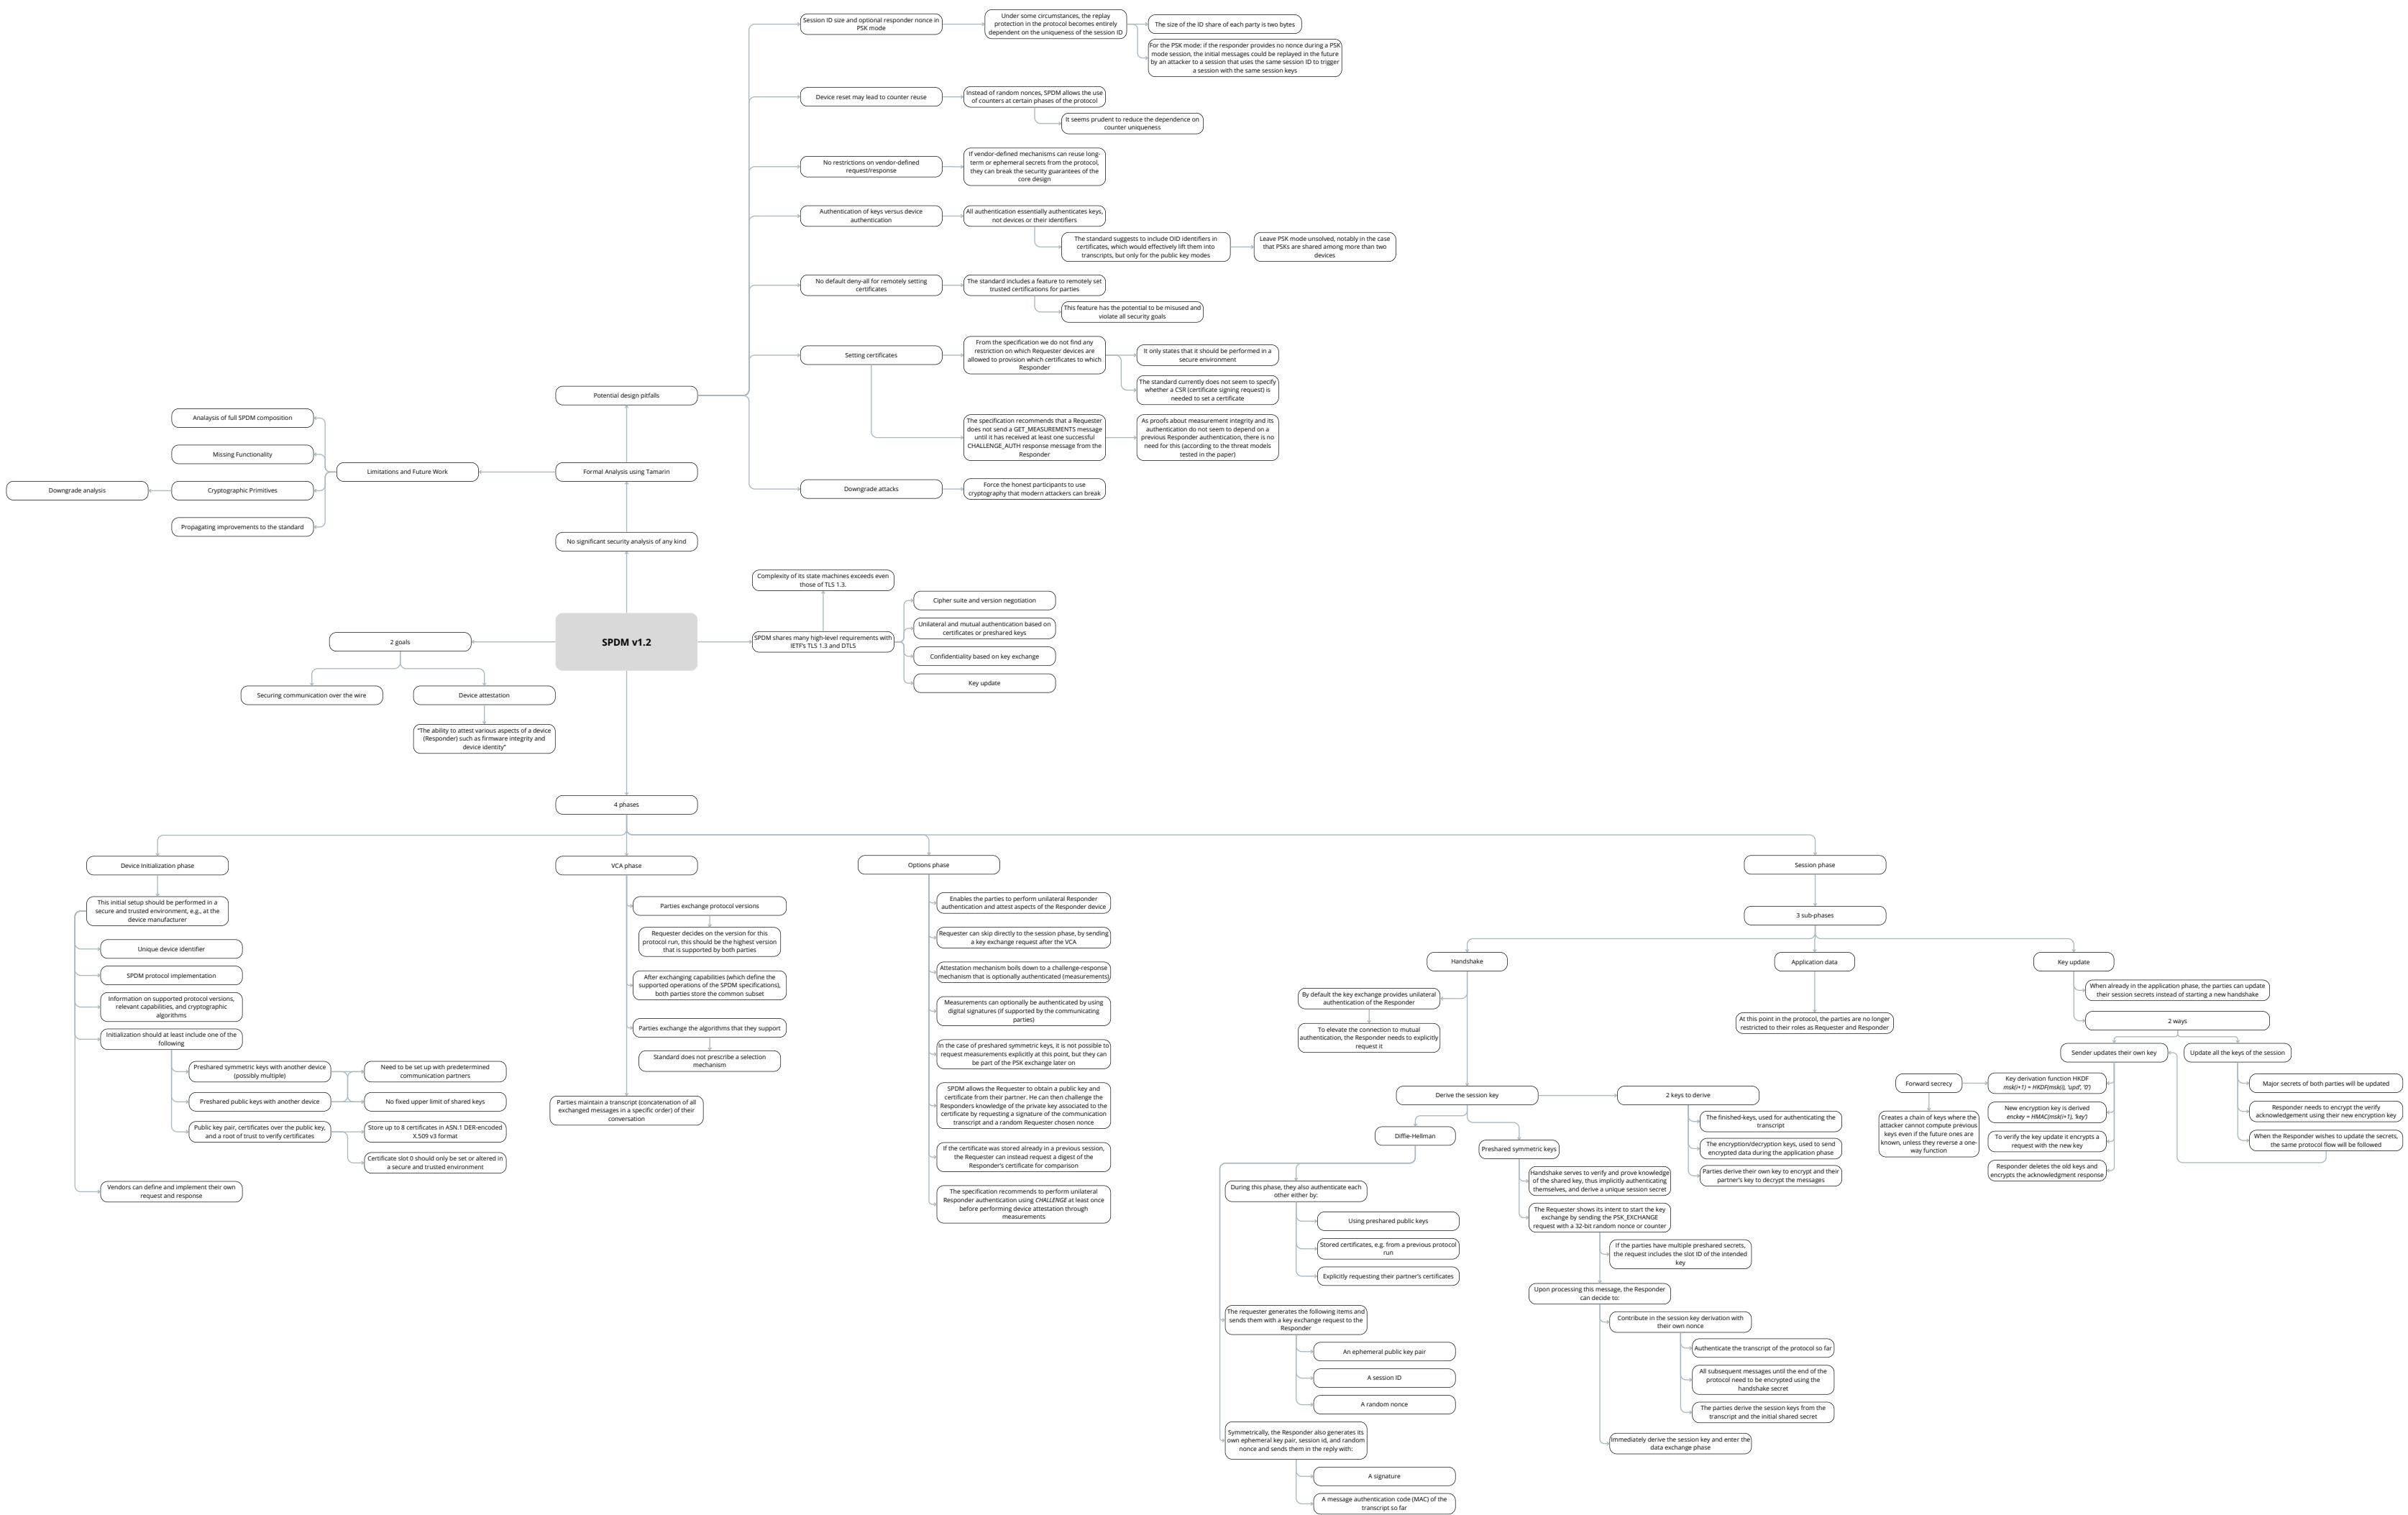 Session ID size and optional responder nonce in
PSK mode
Under some circumstances, the replay
protection in the protocol becomes entirely
dependent on the uniqueness of the session ID
The size of the ID share of each party is two bytes
For the PSK mode: if the responder provides no nonce during a PSK
mode session, the initial messages could be replayed in the future
by an attacker to a session that uses the same session ID to trigger
a session with the same session keys
Device reset may lead to counter reuse
Instead of random nonces, SPDM allows the use
of counters at certain phases of the protocol
It seems prudent to reduce the dependence on
counter uniqueness
No restrictions on vendor-defined
request/response
If vendor-defined mechanisms can reuse long-
term or ephemeral secrets from the protocol,
they can break the security guarantees of the
core design
Authentication of keys versus device
authentication
All authentication essentially authenticates keys,
not devices or their identifiers
The standard suggests to include OID identifiers in
certificates, which would effectively lift them into
transcripts, but only for the public key modes
Leave PSK mode unsolved, notably in the case
that PSKs are shared among more than two
devices
No default deny-all for remotely setting
certificates
The standard includes a feature to remotely set
trusted certifications for parties
This feature has the potential to be misused and
violate all security goals
Setting certificates
From the specification we do not find any
restriction on which Requester devices are
allowed to provision which certificates to which
Responder
It only states that it should be performed in a
secure environment
The standard currently does not seem to specify
whether a CSR (certificate signing request) is
needed to set a certificate
The specification recommends that a Requester
does not send a GET_MEASUREMENTS message
until it has received at least one successful
CHALLENGE_AUTH response message from the
Responder
As proofs about measurement integrity and its
authentication do not seem to depend on a
previous Responder authentication, there is no
need for this (according to the threat models
tested in the paper)
Downgrade attacks
Force the honest participants to use
cryptography that modern attackers can break
Potential design pitfalls
Formal Analysis using Tamarin
Limitations and Future Work
Analaysis of full SPDM composition
Missing Functionality
Cryptographic Primitives
Downgrade analysis
Propagating improvements to the standard
No significant security analysis of any kind
SPDM v1.2
2 goals
Securing communication over the wire
Device attestation
"The ability to attest various aspects of a device
(Responder) such as firmware integrity and
device identity"
Complexity of its state machines exceeds even
those of TLS 1.3.
SPDM shares many high-level requirements with
IETF's TLS 1.3 and DTLS
Cipher suite and version negotiation
Unilateral and mutual authentication based on
certificates or preshared keys
Confidentiality based on key exchange
Key update
4 phases
Device Initialization phase
This initial setup should be performed in a
secure and trusted environment, e.g., at the
device manufacturer
Unique device identifier
SPDM protocol implementation
Information on supported protocol versions,
relevant capabilities, and cryptographic
algorithms
Initialization should at least include one of the
following
Preshared symmetric keys with another device
(possibly multiple)
Need to be set up with predetermined
communication partners
Preshared public keys with another device
No fixed upper limit of shared keys
Public key pair, certificates over the public key,
and a root of trust to verify certificates
Store up to 8 certificates in ASN.1 DER-encoded
X.509 v3 format
Certificate slot 0 should only be set or altered in
a secure and trusted environment
Vendors can define and implement their own
request and response
VCA phase
Parties exchange protocol versions
Requester decides on the version for this
protocol run, this should be the highest version
that is supported by both parties
After exchanging capabilities (which define the
supported operations of the SPDM specifications),
both parties store the common subset
Parties exchange the algorithms that they support
Standard does not prescribe a selection
mechanism
Parties maintain a transcript (concatenation of all
exchanged messages in a specific order) of their
conversation
Options phase
Enables the parties to perform unilateral Responder
authentication and attest aspects of the Responder device
Requester can skip directly to the session phase, by sending
a key exchange request after the VCA
Attestation mechanism boils down to a challenge-response
mechanism that is optionally authenticated (measurements)
Measurements can optionally be authenticated by using
digital signatures (if supported by the communicating
parties)
In the case of preshared symmetric keys, it is not possible to
request measurements explicitly at this point, but they can
be part of the PSK exchange later on
SPDM allows the Requester to obtain a public key and
certificate from their partner. He can then challenge the
Responders knowledge of the private key associated to the
certificate by requesting a signature of the communication
transcript and a random Requester chosen nonce
If the certificate was stored already in a previous session,
the Requester can instead request a digest of the
Responder's certificate for comparison
The specification recommends to perform unilateral
Responder authentication using CHALLENGE at least once
before performing device attestation through
measurements
Session phase
3 sub-phases
Handshake
By default the key exchange provides unilateral
authentication of the Responder
To elevate the connection to mutual
authentication, the Responder needs to explicitly
request it
Derive the session key
2 keys to derive
The finished-keys, used for authenticating the
transcript
The encryption/decryption keys, used to send
encrypted data during the application phase
Parties derive their own key to encrypt and their
partner's key to decrypt the messages
Diffie-Hellman
During this phase, they also authenticate each
other either by:
Using preshared public keys
Stored certificates, e.g. from a previous protocol
run
Explicitly requesting their partner's certificates
The requester generates the following items and
sends them with a key exchange request to the
Responder
An ephemeral public key pair
A session ID
A random nonce
Symmetrically, the Responder also generates its
own ephemeral key pair, session id, and random
nonce and sends them in the reply with:
A signature
A message authentication code (MAC) of the
transcript so far
Preshared symmetric keys
Handshake serves to verify and prove knowledge
of the shared key, thus implicitly authenticating
themselves, and derive a unique session secret
The Requester shows its intent to start the key
exchange by sending the PSK_EXCHANGE
request with a 32-bit random nonce or counter
If the parties have multiple preshared secrets,
the request includes the slot ID of the intended
key
Upon processing this message, the Responder
can decide to:
Contribute in the session key derivation with
their own nonce
Authenticate the transcript of the protocol so far
All subsequent messages until the end of the
protocol need to be encrypted using the
handshake secret
The parties derive the session keys from the
transcript and the initial shared secret
Immediately derive the session key and enter the
data exchange phase
Application data
At this point in the protocol, the parties are no longer
restricted to their roles as Requester and Responder
Key update
When already in the application phase, the parties can update
their session secrets instead of starting a new handshake
2 ways
Sender updates their own key
Key derivation function HKDF
msk(i+1) = HKDF(msk(i), 'upd', '0')
Forward secrecy
Creates a chain of keys where the
attacker cannot compute previous
keys even if the future ones are
known, unless they reverse a one-
way function
New encryption key is derived
enckey = HMAC(msk(i+1), 'key')
To verify the key update it encrypts a
request with the new key
Responder deletes the old keys and
encrypts the acknowledgment response
Update all the keys of the session
Major secrets of both parties will be updated
Responder needs to encrypt the verify
acknowledgement using their new encryption key
When the Responder wishes to update the secrets,
the same protocol flow will be followed